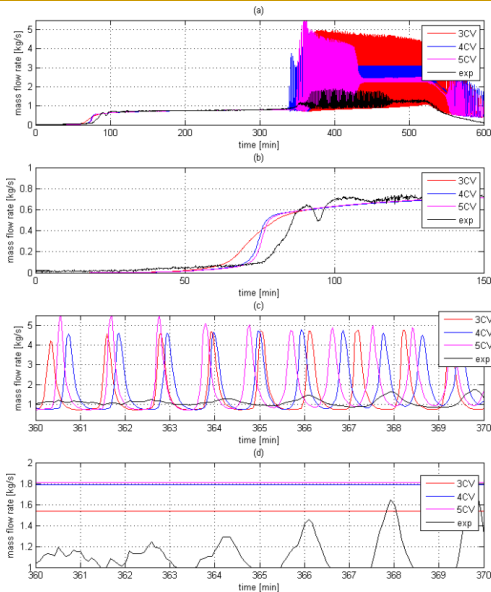 (a)
mass flow rate [kg/s]
5
4
3
2
1
0
0 100 200 300 400 500 600
time [min]
3CV
4CV
5CV
exp
(b)
mass flow rate [kg/s]
1
0.8
0.6
0.4
0.2
0
0 50 100 150
time [min]
3CV
4CV
5CV
exp
(c)
mass flow rate [kg/s]
5
4
3
2
1
360 361 362 363 364 365 366 367 368 369 370
time [min]
3CV
4CV
5CV
exp
(d)
mass flow rate [kg/s]
2
1.8
1.6
1.4
1.2
1
360 361 362 363 364 365 366 367 368 369 370
time [min]
3CV
4CV
5CV
exp